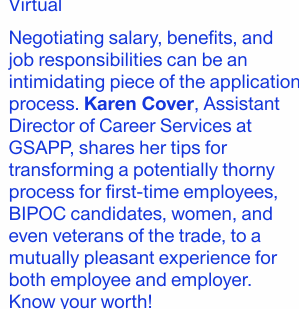 Virtual
Negotiating salary, benefits, and
job responsibilities can be an
intimidating piece of the application
process. Karen Cover, Assistant
Director of Career Services at
GSAPP, shares her tips for
transforming a potentially thorny
process for first-time employees,
BIPOC candidates, women, and
even veterans of the trade, to a
mutually pleasant experience for
both employee and employer.
Know your worth!